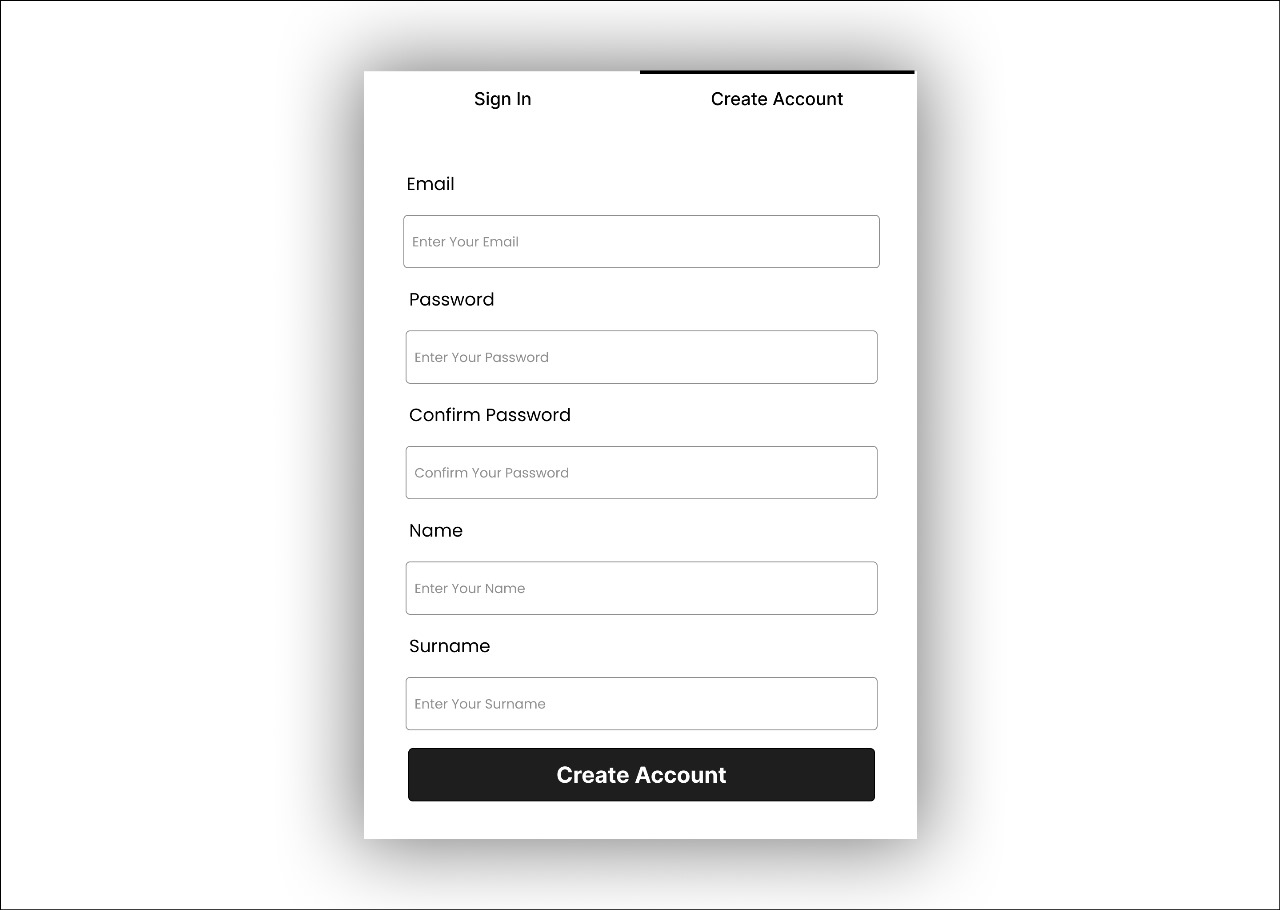 Sign In
Create Account
Email
Enter Your Email
Password
Enter Your Password
Confirm Password
Confirm Your Password
Name
Enter Your Name
Surname
Enter Your Surname
Create Account